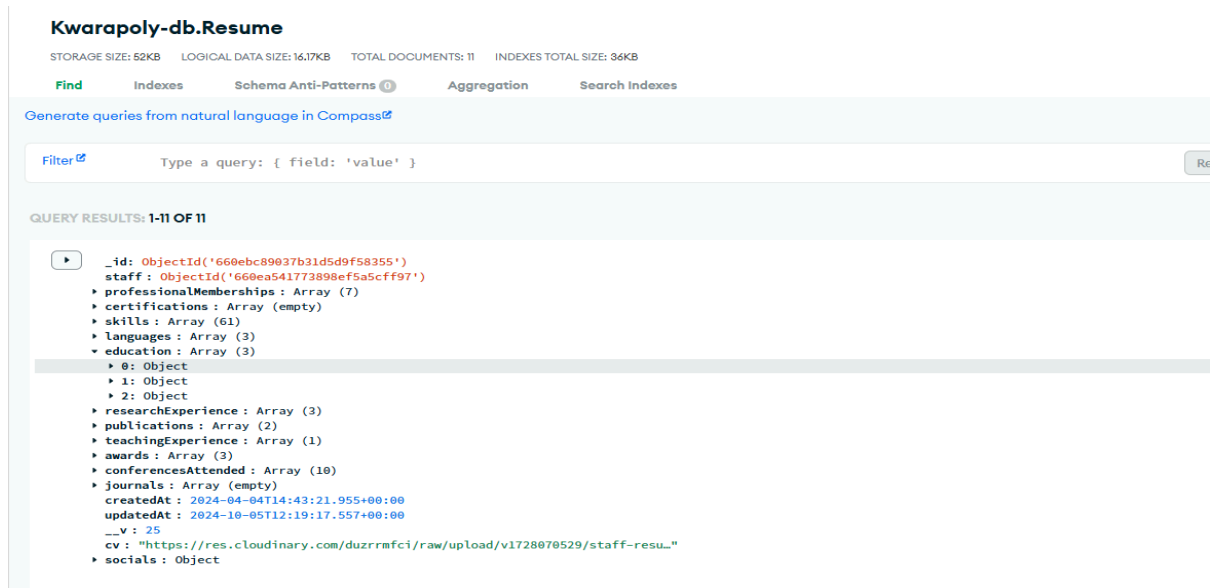 Kwarapoly-db.Resume
STORAGE SIZE: 52KB LOGICAL DATA SIZE: 16.17KB TOTAL DOCUMENTS: 11 INDEXES TOTAL SIZE: 36KB
Find Indexes Schema Anti-Patterns 0 Aggregation Search Indexes
Generate queries from natural language in Compass
Filter Type a query: { field: 'value' } Re
QUERY RESULTS: 1-11 OF 11
_id: ObjectId('660ebc89037b31d5d9f58355')
staff: ObjectId('660ea541773898ef5a5cff97')
professionalMemberships: Array (7)
certifications: Array (empty)
skills: Array (61)
languages: Array (3)
education: Array (3)
0: Object
1: Object
2: Object
researchExperience: Array (3)
publications: Array (2)
teachingExperience: Array (1)
awards: Array (3)
conferencesAttended: Array (10)
journals: Array (empty)
createdAt: 2024-04-04T14:43:21.955+00:00
updatedAt: 2024-10-05T12:19:17.557+00:00
__v: 25
cv: "https://res.cloudinary.com/duzrrmfci/raw/upload/v1728070529/staff-resu…"
socials: Object